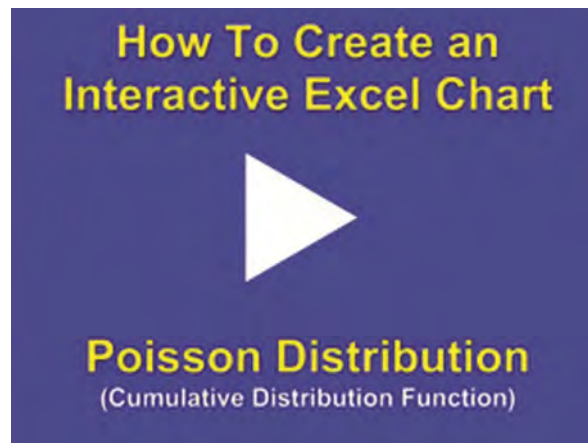 How To Create an
Interactive Excel Chart
Poisson Distribution
(Cumulative Distribution Function)